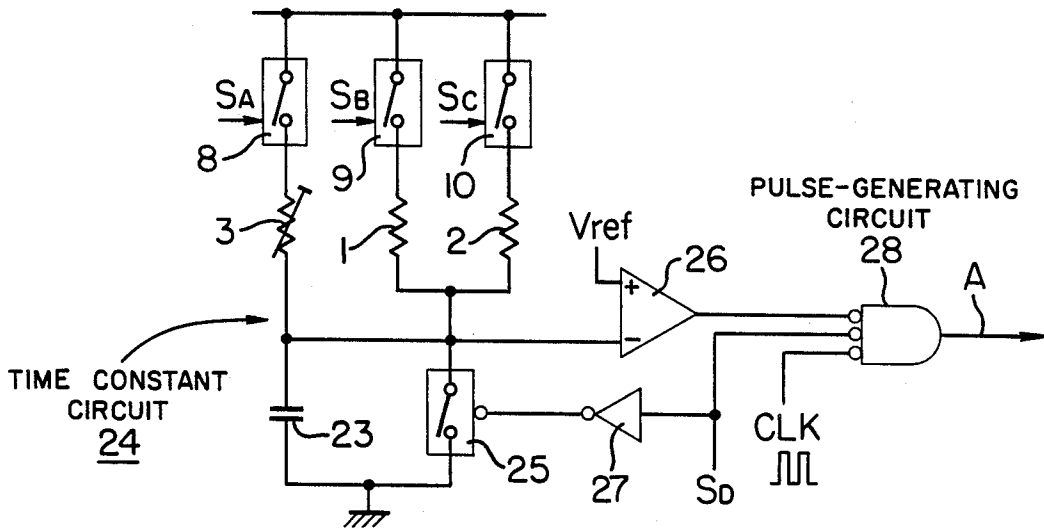 SA
SB
SC
8
9
10
3
1
2
Vref
26
PULSE-GENERATING
CIRCUIT
28
A
+
−
TIME CONSTANT
CIRCUIT
24
23
25
27
SD
CLK